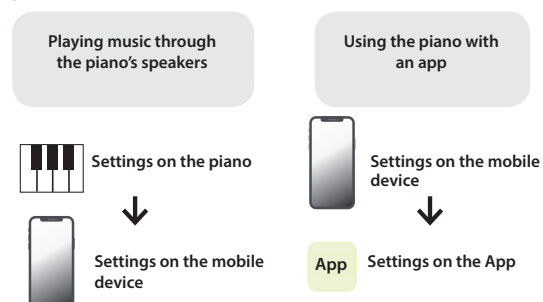 Playing music through
the piano's speakers
Using the piano with
an app
Settings on the piano
Settings on the mobile
device
Settings on the mobile
device
App
Settings on the App